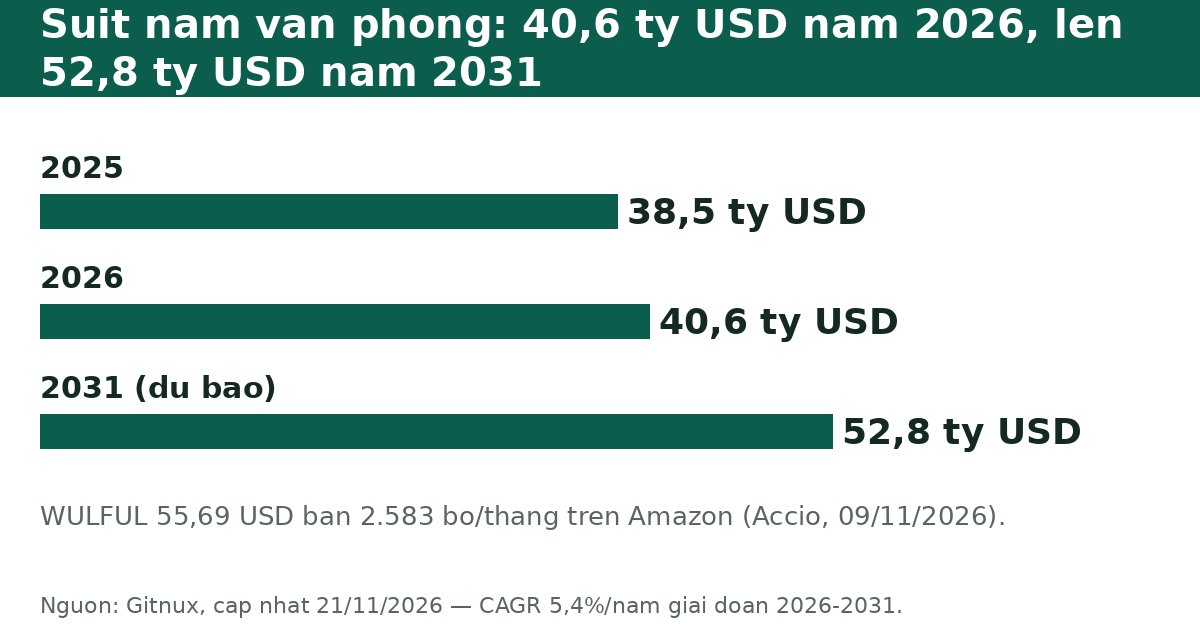 Suit nam van phong: 40,6 ty USD nam 2026, len
52,8 ty USD nam 2031
2025
38,5 ty USD
2026
40,6 ty USD
2031 (du bao)
52,8 ty USD
WULFUL 55,69 USD ban 2.583 bo/thang tren Amazon (Accio, 09/11/2026).
Nguon: Gitnux, cap nhat 21/11/2026 — CAGR 5,4%/nam giai doan 2026-2031.